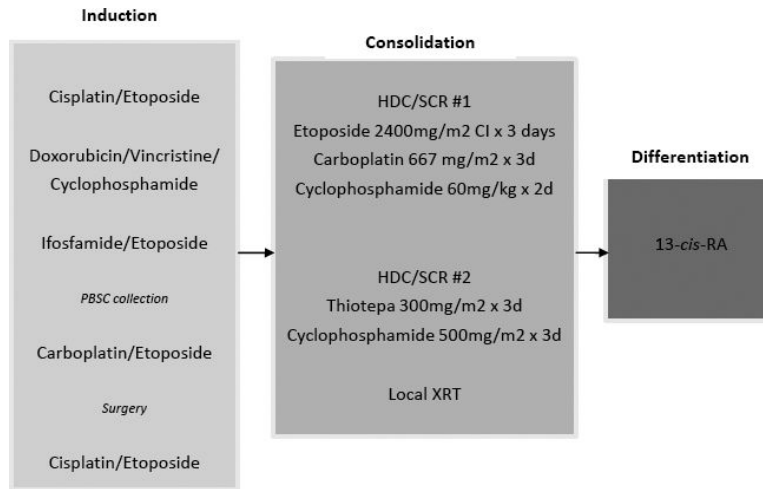 Induction
Cisplatin/Etoposide
Doxorubicin/Vincristine/
Cyclophosphamide
Ifosfamide/Etoposide
PBSC collection
Carboplatin/Etoposide
Surgery
Cisplatin/Etoposide
Consolidation
HDC/SCR #1
Etoposide 2400mg/m2 CI x 3 days
Carboplatin 667 mg/m2 x 3d
Cyclophosphamide 60mg/kg x 2d
HDC/SCR #2
Thiotepa 300mg/m2 x 3d
Cyclophosphamide 500mg/m2 x 3d
Local XRT
Differentiation
13-cis-RA